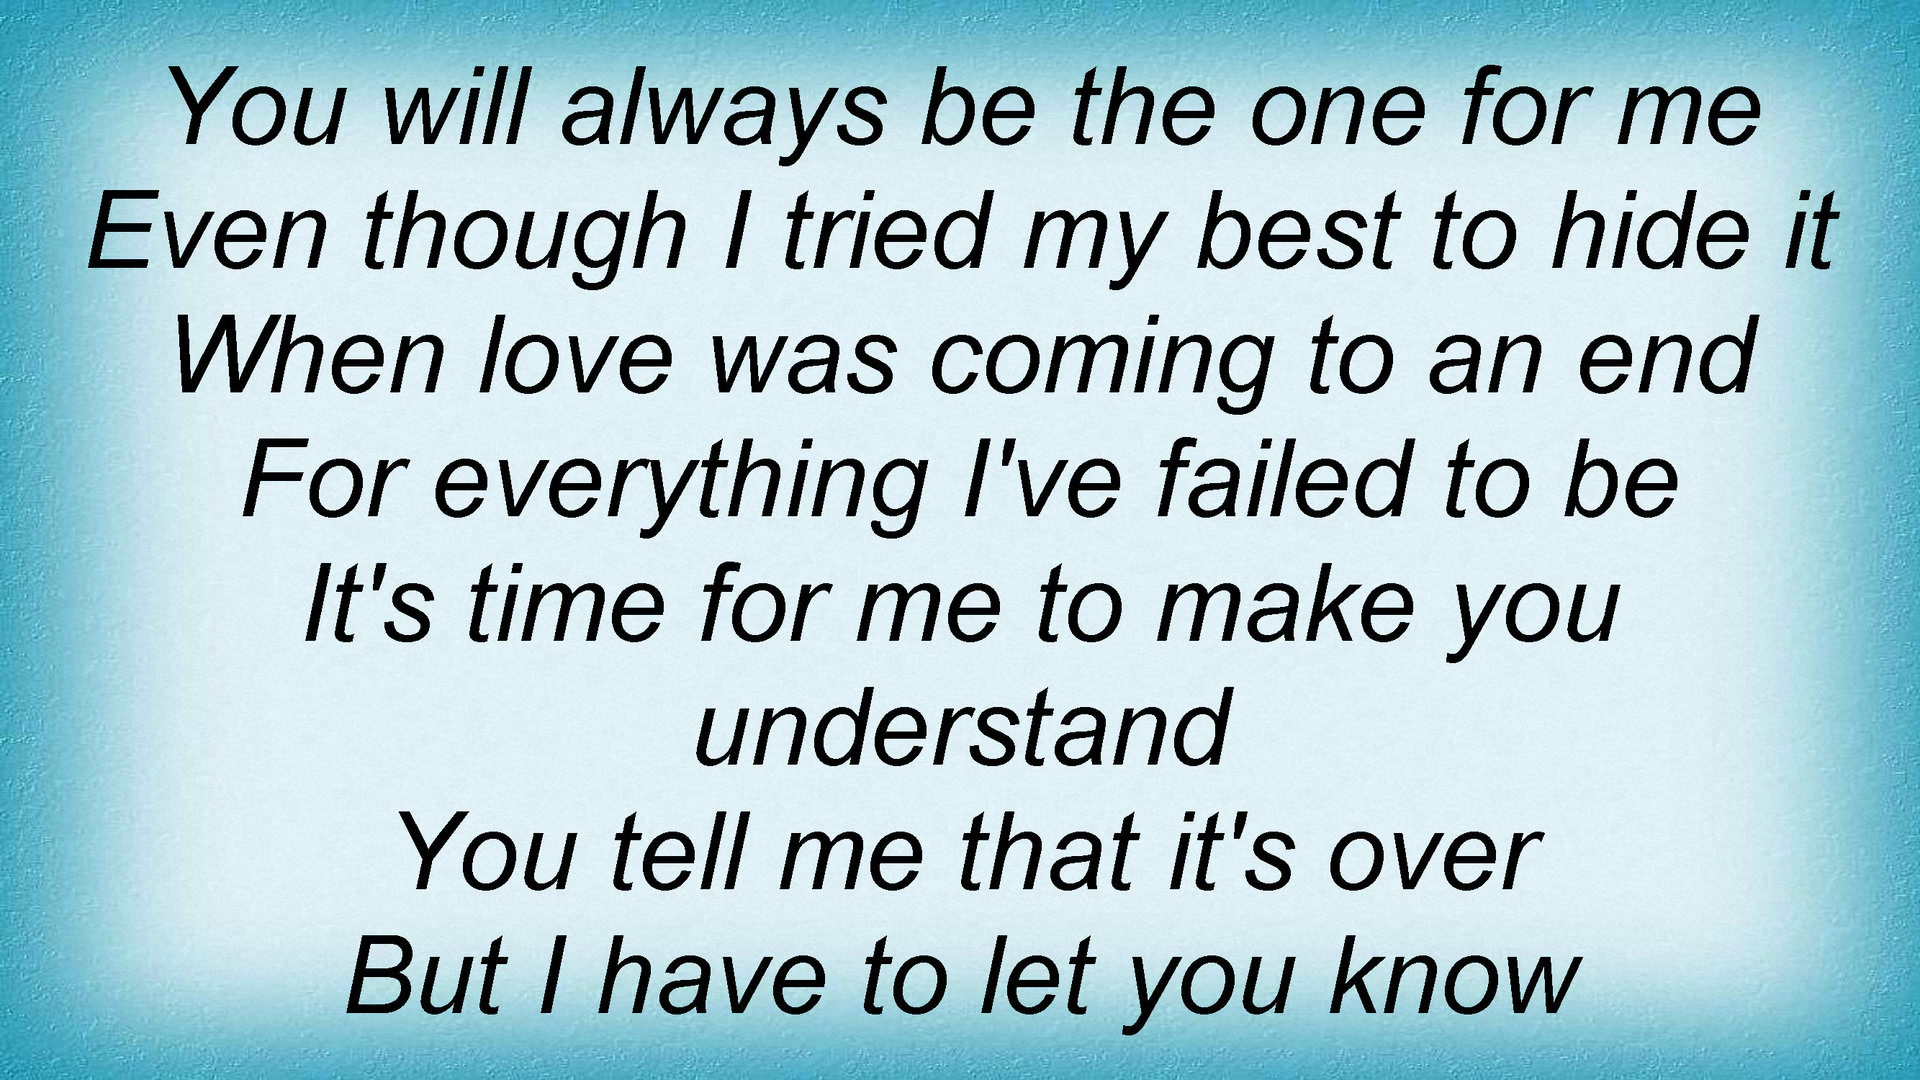 You will always be the one for me
Even though I tried my best to hide it
When love was coming to an end
For everything I've failed to be
It's time for me to make you
understand
You tell me that it's over
But I have to let you know